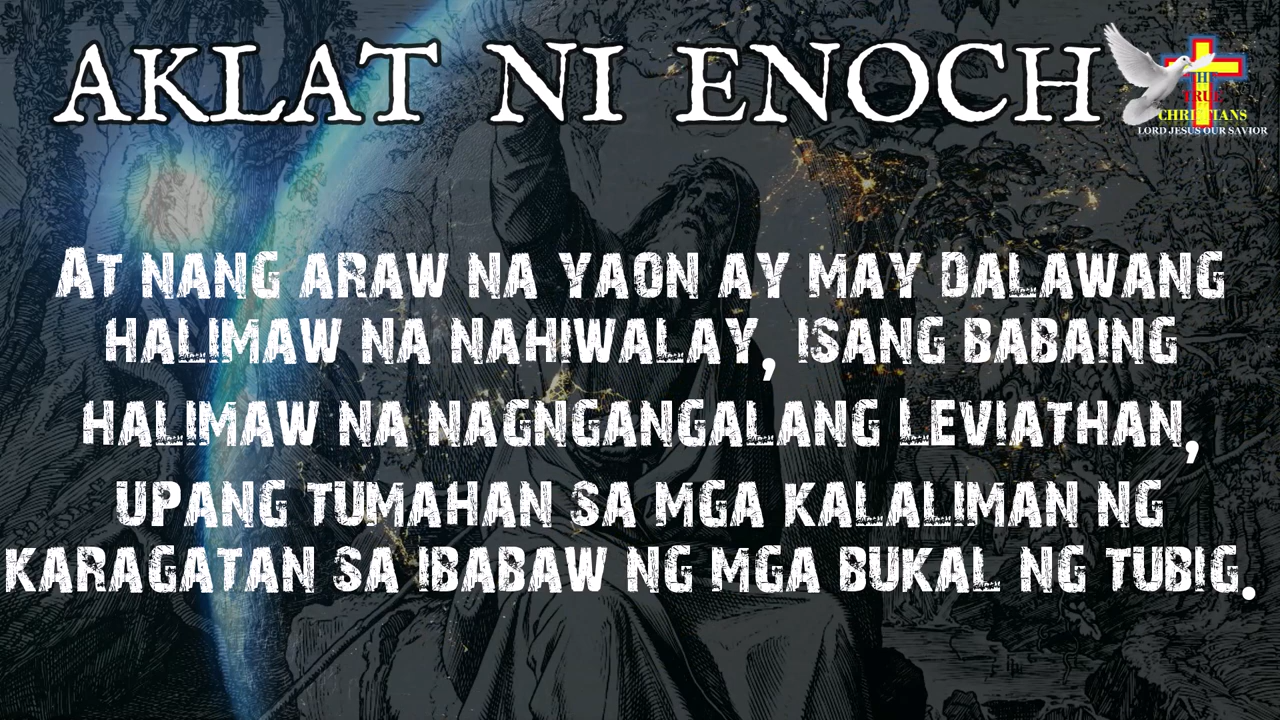 AKLAT NI ENOCH
TRUE
CHRISTIANS
LORD JESUS OUR SAVIOR
At nang araw na yaon ay may dalawang
halimaw na nahiwalay, isang babaing
halimaw na nagngangalang Leviathan,
upang tumahan sa mga kalaliman ng
karagatan sa ibabaw ng mga bukal ng tubig.